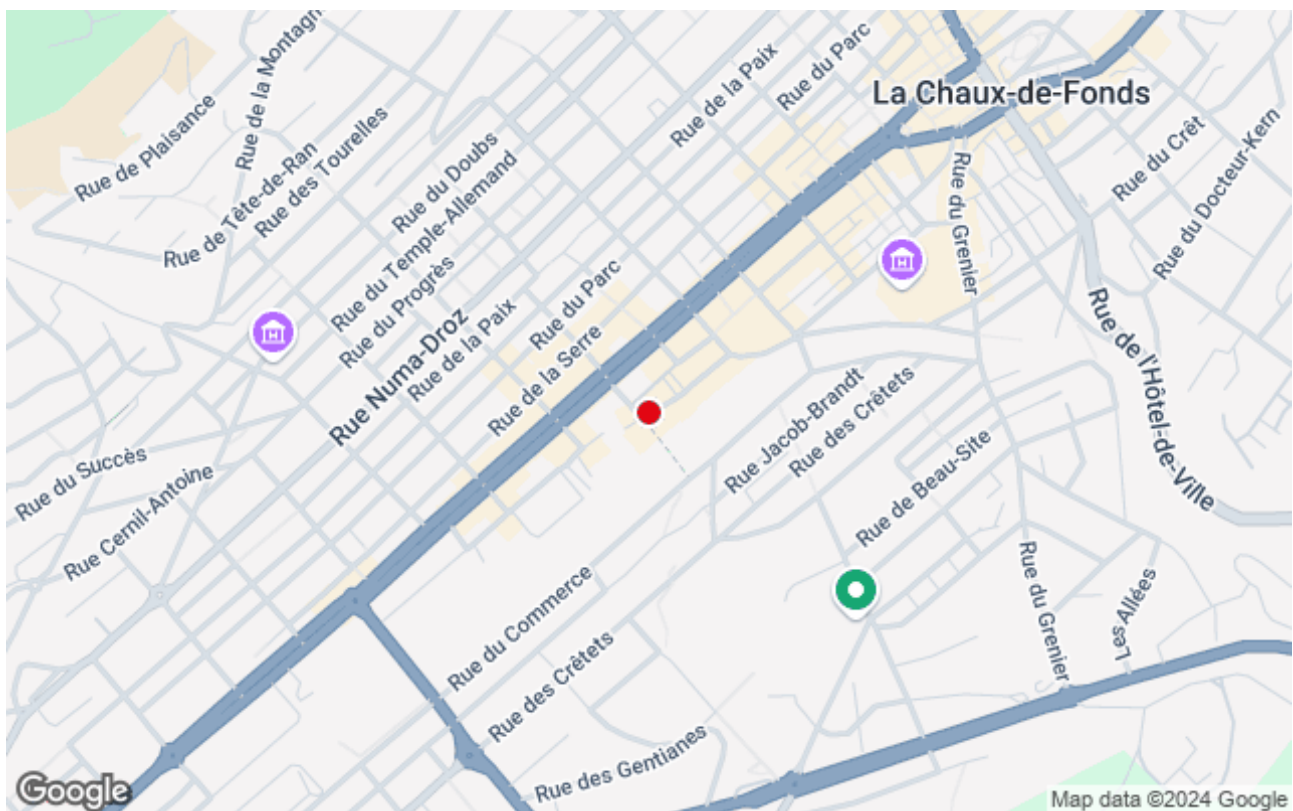 Rue de la Montagn
Rue de Plaisance
Rue de Tête-de-Ran
Rue des Tourelles
Rue du Doubs
Rue du Temple-Allemand
Rue du Progrès
Rue Numa-Droz
Rue de la Paix
Rue de la Paix
Rue du Parc
Rue du Parc
Rue de la Serre
La Chaux-de-Fonds
Rue du Crêt
Rue du Docteur-Kern
Rue du Grenier
Rue de l'Hôtel-de-Ville
H
H
Rue Jacob-Brandt
Rue des Crêtets
Rue de Beau-Site
Rue du Succès
Rue Cernil-Antoine
Rue du Commerce
Rue des Crêtets
Rue du Grenier
Les Allées
Rue des Gentianes
Google
Map data ©2024 Google